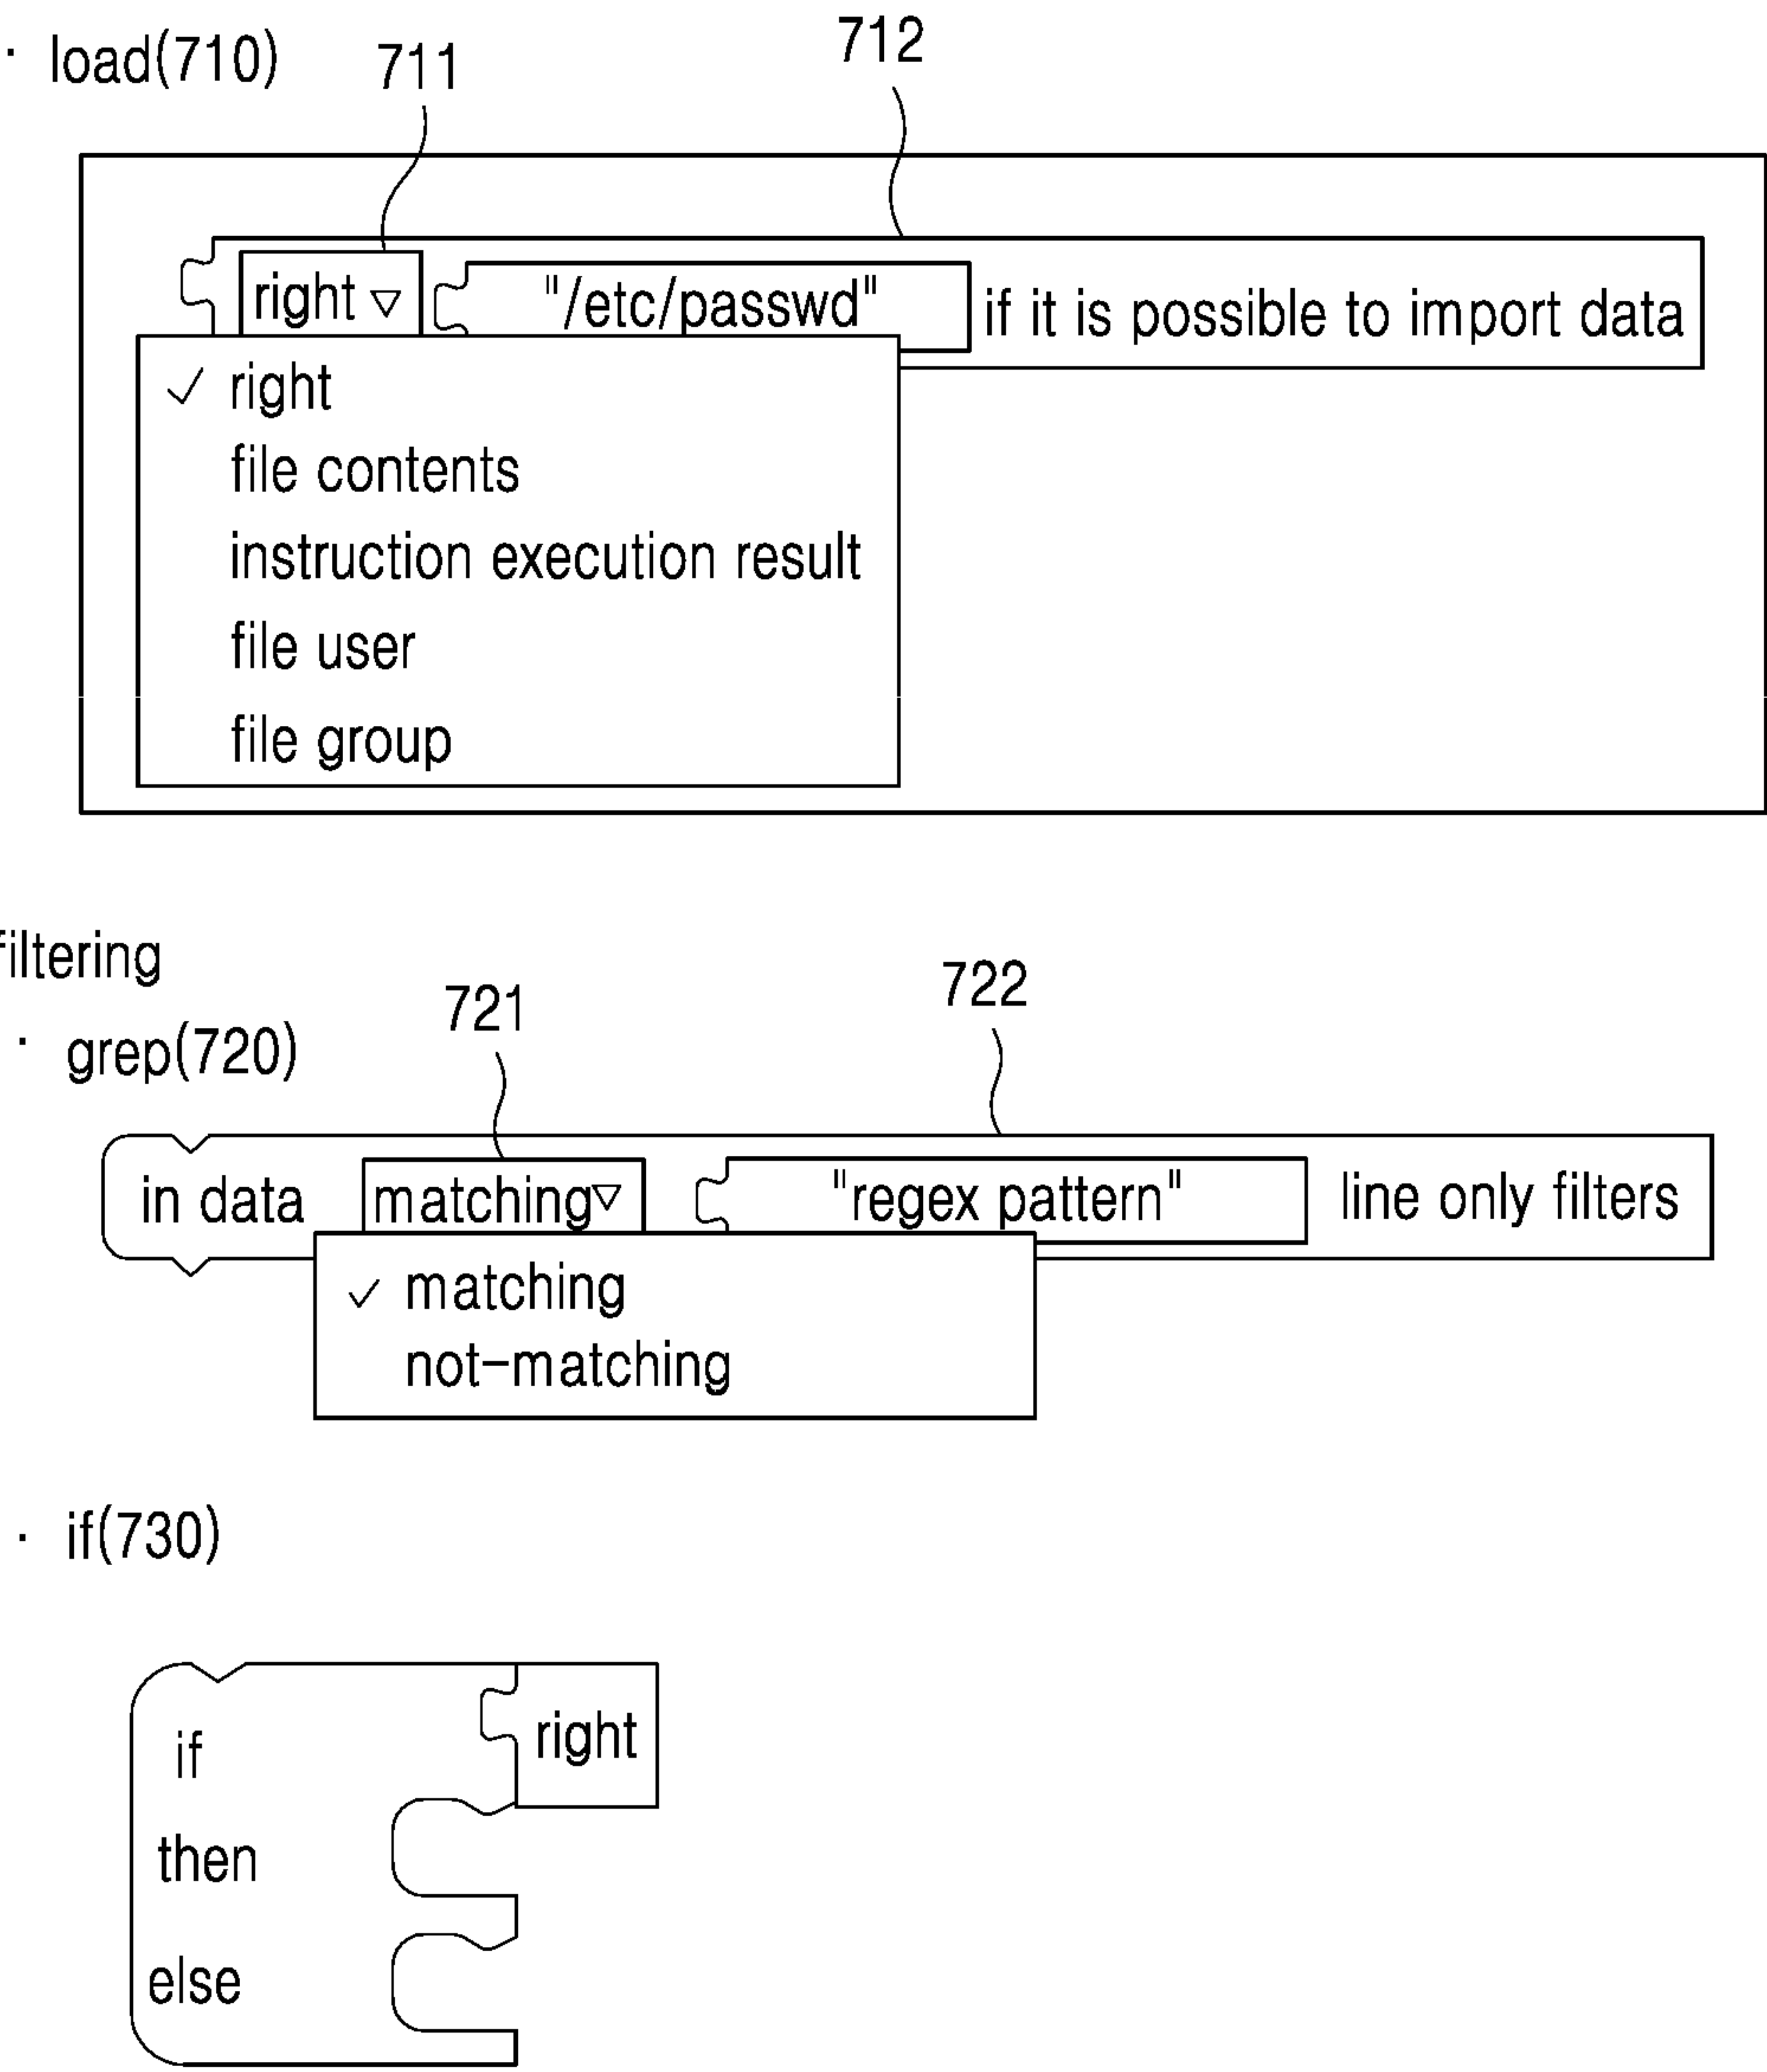 · load(710)
711
712
right ▽ "/etc/passwd" if it is possible to import data
✓ right
file contents
instruction execution result
file user
file group
filtering
· grep(720)
721
722
in data matching▽ "regex pattern" line only filters
✓ matching
not-matching
· if(730)
if right
then
else